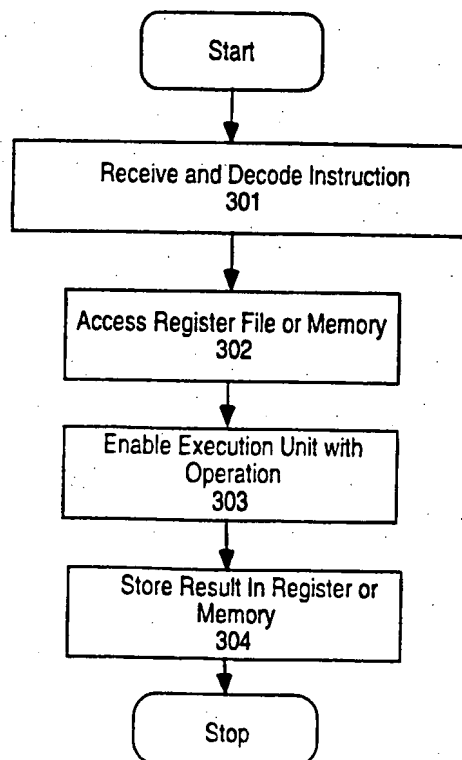 Start
Receive and Decode Instruction
301
Access Register File or Memory
302
Enable Execution Unit with
Operation
303
Store Result In Register or
Memory
304
Stop